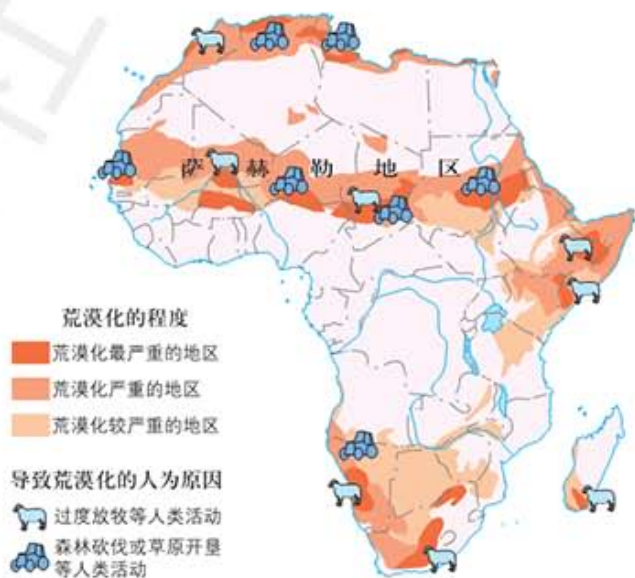 萨赫勒地区
荒漠化的程度
荒漠化最严重的地区
荒漠化严重的地区
荒漠化较严重的地区
导致荒漠化的人为原因
过度放牧等人类活动
森林砍伐或草原开垦
等人类活动